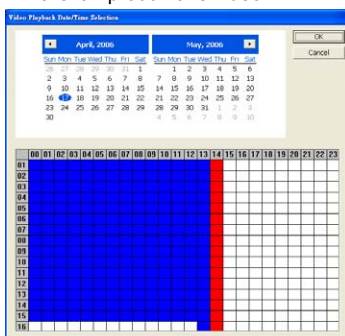 Video Playback Date/Time Selection
OK
Cancel
April, 2006
May, 2006
Sun Mon Tue Wed Thu Fri Sat
Sun Mon Tue Wed Thu Fri Sat
26 27 28 29 30 31 1
1 2 3 4 5 6
2 3 4 5 6 7 8
7 8 9 10 11 12 13
9 10 11 12 13 14 15
14 15 16 17 18 19 20
16 17 18 19 20 21 22
21 22 23 24 25 26 27
23 24 25 26 27 28 29
28 29 30 31 1 2 3
30
4 5 6 7 8 9 10
00 01 02 03 04 05 06 07 08 09 10 11 12 13 14 15 16 17 18 19 20 21 22 23
01
02
03
04
05
06
07
08
09
10
11
12
13
14
15
16